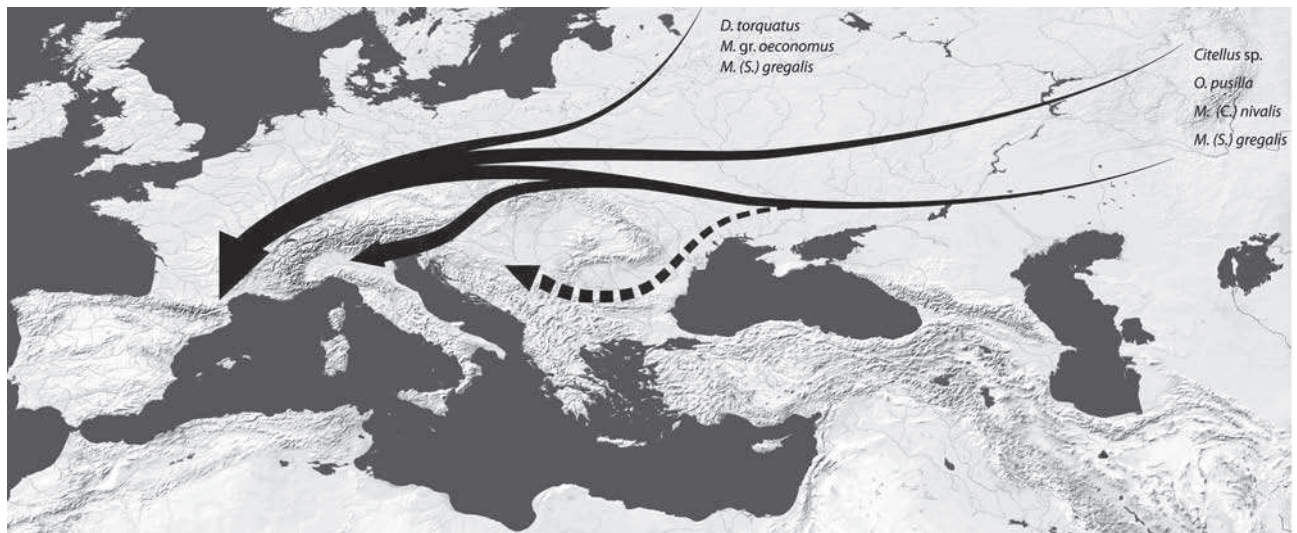 D. torquatus
M. gr. oeconomus
M. (S.) gregalis
Citellus sp.
O. pusilla
M. (C.) nivalis
M. (S.) gregalis